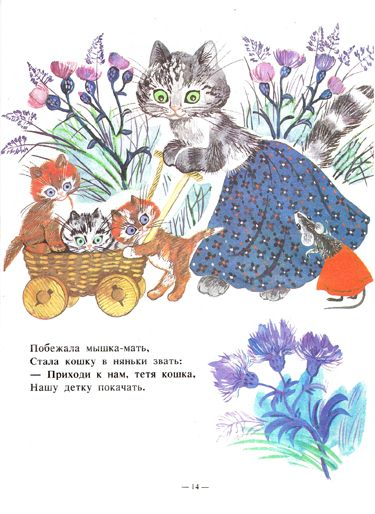 Побежала мышка-мать,
Стала кошку в няньки звать:
— Приходи к нам, тетя кошка,
Нашу детку покачать.
— 14 —